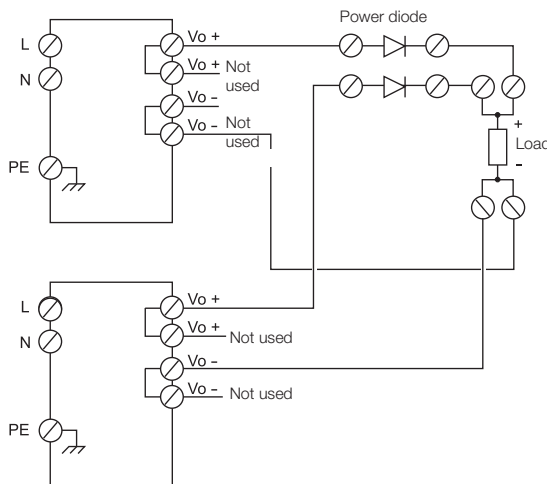 Power diode
L
Vo +
N
Vo +
Not
used
Vo -
Vo -
Not
used
PE
+
Load
-
L
Vo +
N
Vo +
Not used
Vo -
Vo -
Not used
PE